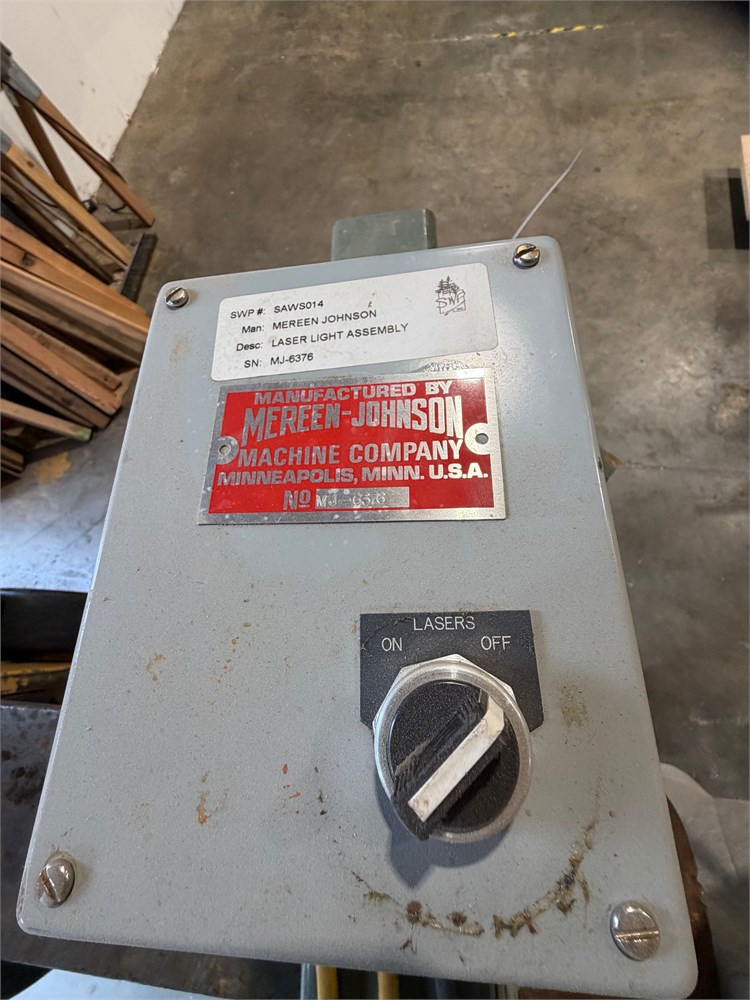 SWP #: SAWS014
Man: MEREEN JOHNSON
Desc: LASER LIGHT ASSEMBLY
SN: MJ-6376
SWP
MANUFACTURED BY
MEREEN-JOHNSON
MACHINE COMPANY
MINNEAPOLIS, MINN. U.S.A.
NO
LASERS
ON OFF